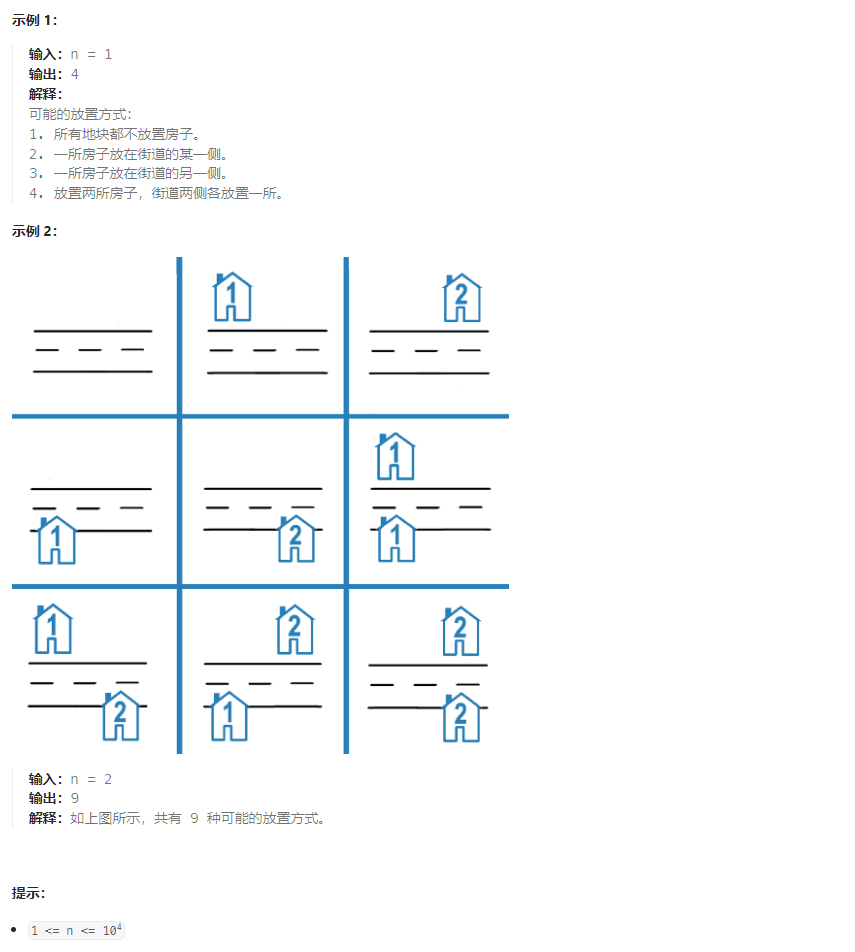 示例 1：
输入：n = 1
输出：4
解释：
可能的放置方式：
1. 所有地块都不放置房子。
2. 一所房子放在街道的某一侧。
3. 一所房子放在街道的另一侧。
4. 放置两所房子，街道两侧各放置一所。
示例 2：
1 2
1 2 1
1
1 2 2
2 1 2
输入：n = 2
输出：9
解释：如上图所示，共有 9 种可能的放置方式。
提示：
1 <= n <= 10⁴